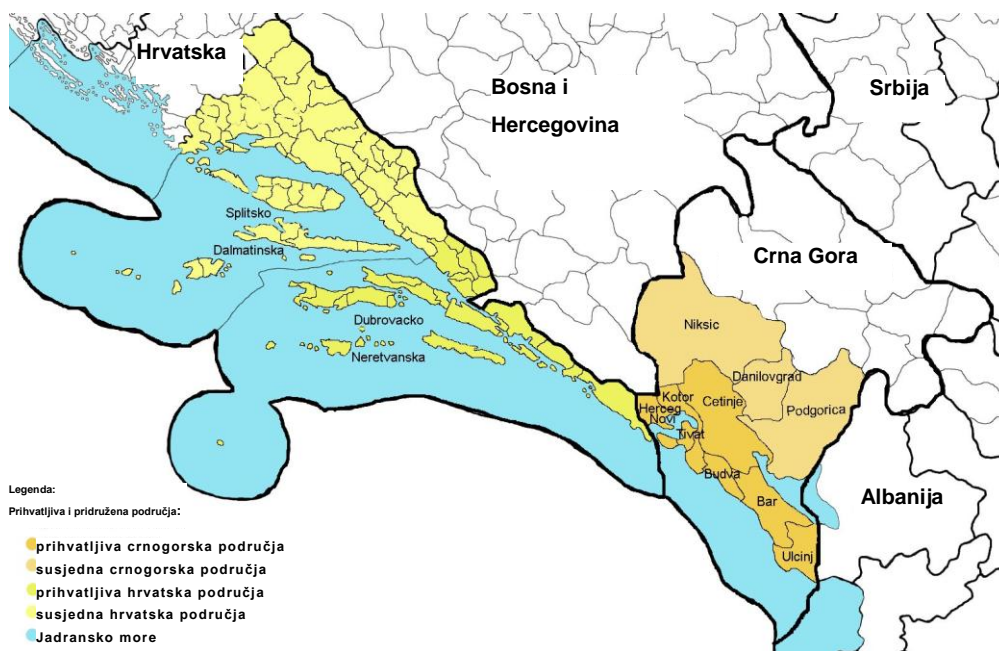 Hrvatska
Bosna i
Hercegovina
Srbija
Crna Gora
Splitsko
Dalmatinska
Dubrovacko
Neretvanska
Niksic
Danilovgrad
Kotor
Cetinje
Podgorica
Herceg
Novi
Tivat
Budva
Bar
Ulcinj
Albanija
Legenda:
Prihvatljiva i pridružena područja:
prihvatljiva crnogorska područja
susjedna crnogorska područja
prihvatljiva hrvatska područja
susjedna hrvatska područja
Jadransko more